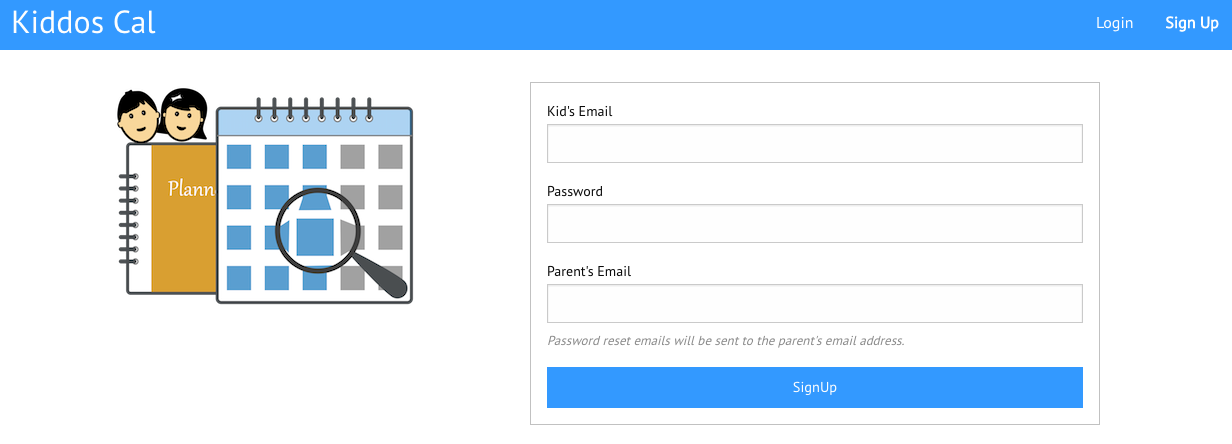 Kiddos Cal
Login
Sign Up
Plann
Kid's Email
Password
Parent's Email
Password reset emails will be sent to the parent's email address.
SignUp